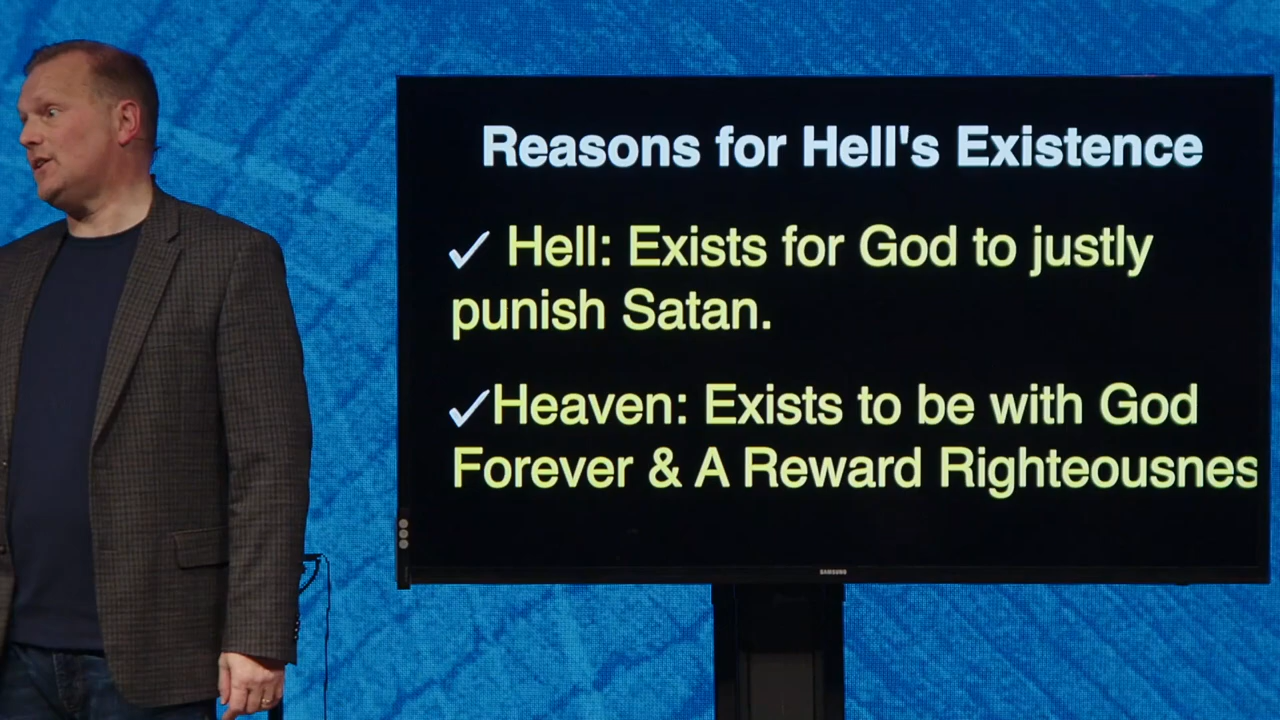 Reasons for Hell's Existence
✓ Hell: Exists for God to justly
punish Satan.
✓Heaven: Exists to be with God
Forever & A Reward Righteousnes
SAMSUNG